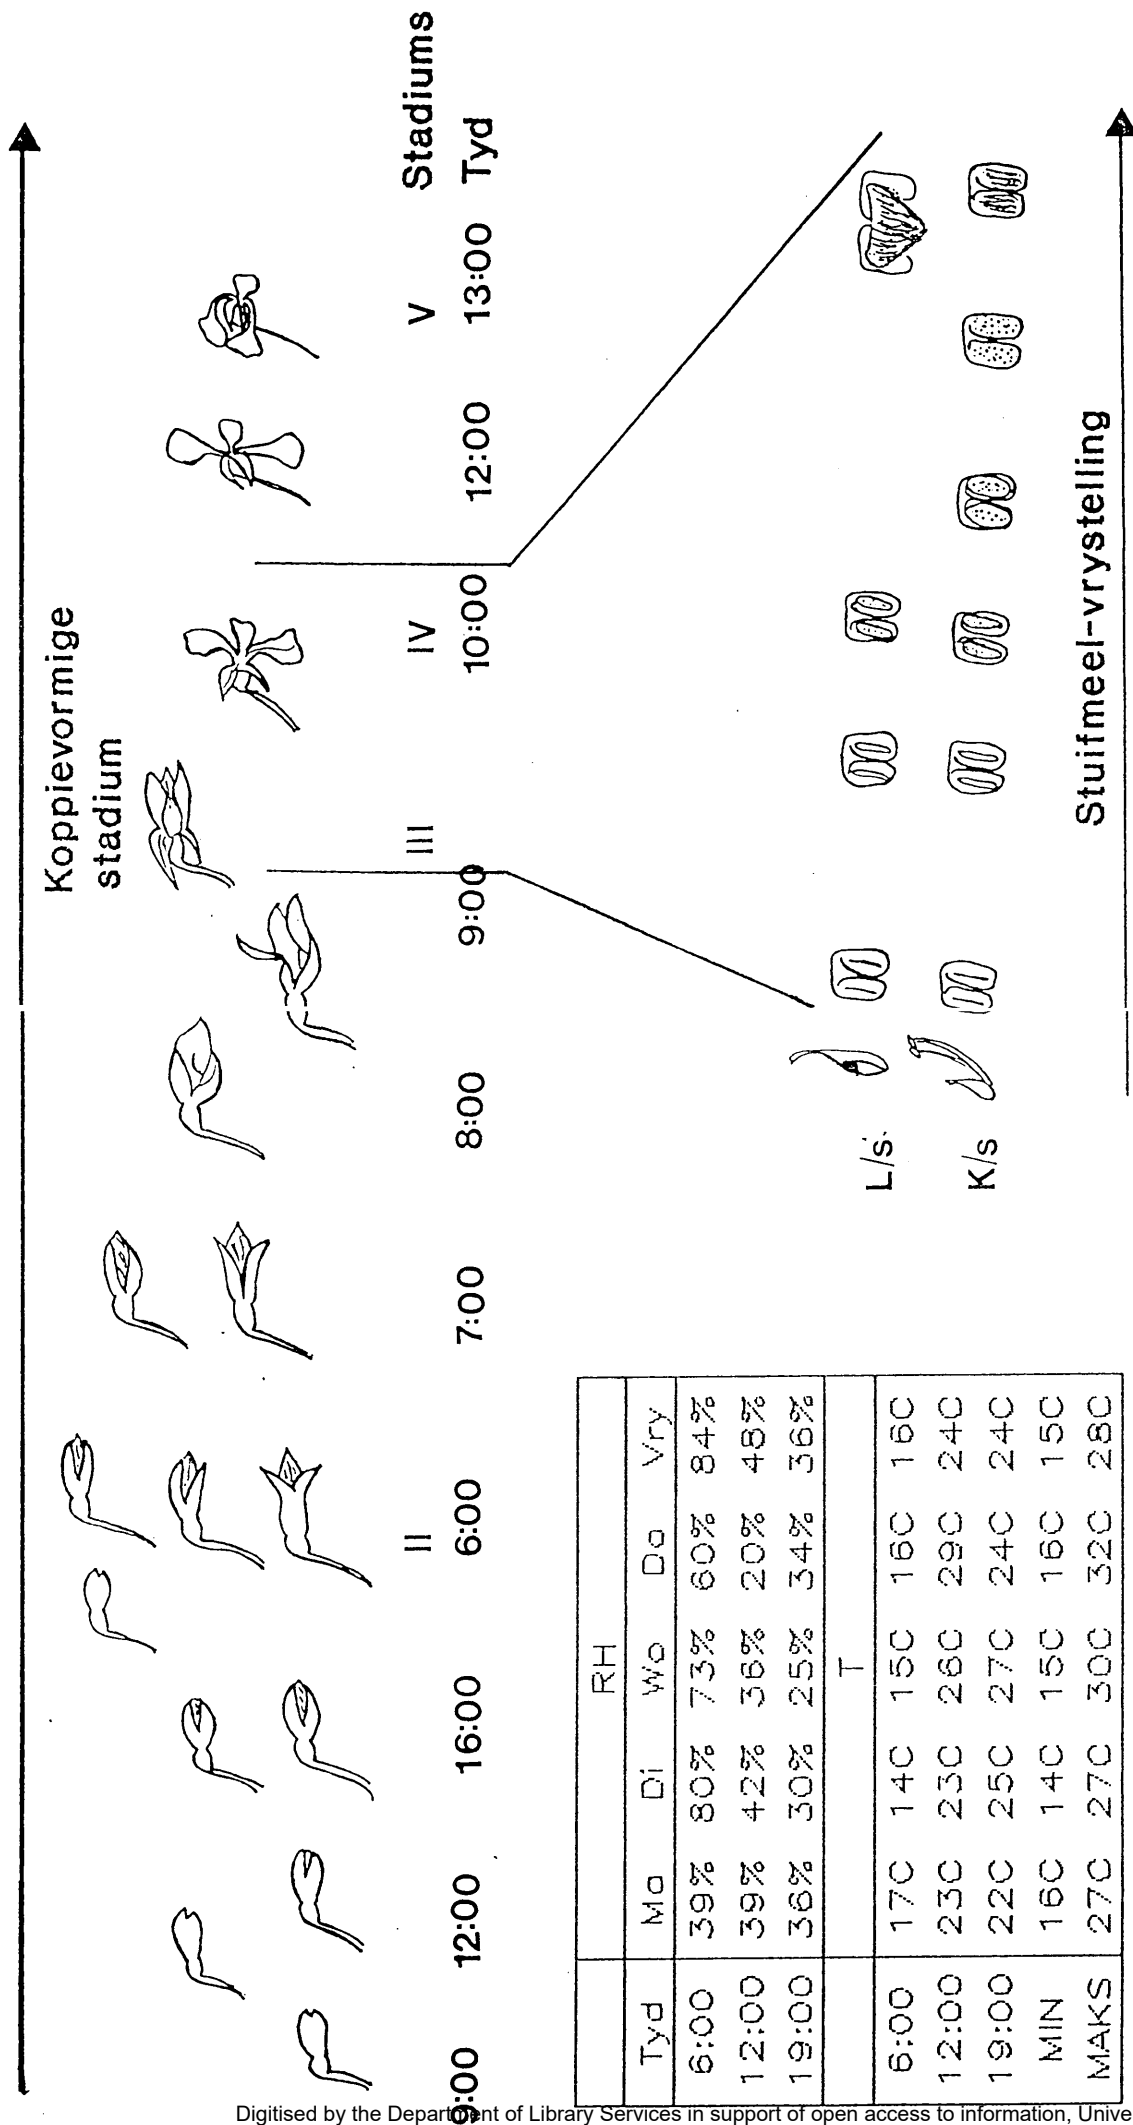 Koppievormige
stadium
II III IV V Stadiums
9:00 12:00 16:00 6:00 7:00 8:00 9:00 10:00 12:00 13:00 Tyd
L/s
K/s
Stuifmeel-vrystelling
RH
Tyd Ma Di Wo Do Vry
6:00 39% 80% 73% 60% 84%
12:00 39% 42% 36% 20% 48%
19:00 36% 30% 25% 34% 36%
T
6:00 17C 14C 15C 16C 16C
12:00 23C 23C 26C 29C 24C
19:00 22C 25C 27C 24C 24C
MIN 16C 14C 15C 16C 15C
MAKS 27C 27C 30C 32C 28C
Digitised by the Department of Library Services in support of open access to information, Unive